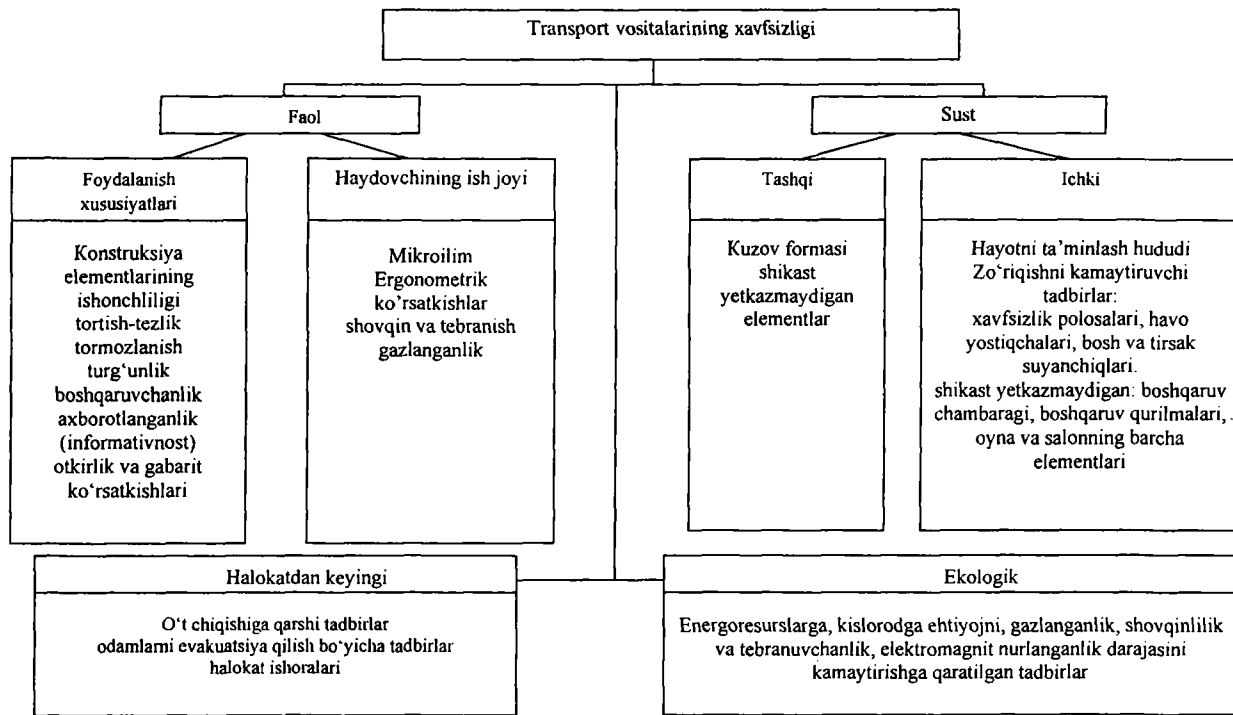 Transport vositalarining xavfsizligi
Faol
Sust
Foydalanish
xususiyatlari
Konstruksiya
elementlarining
ishonchliligi
tortish-tezlik
tormozlanish
turg‘unlik
boshqaruvchanlik
axborotlanganlik
(informativnost)
otkirlik va gabarit
ko‘rsatkishlari
Haydovchining ish joyi
Mikroilim
Ergonometrik
ko’rsatkishlar
shovqin va tebranish
gazlanganlik
Tashqi
Kuzov formasi
shikast
yetkazmaydigan
elementlar
Ichki
Hayotni ta’minlash hududi
Zo‘riqishni kamaytiruvchi
tadbirlar:
xavfsizlik polosalari, havo
yostiqchalari, bosh va tirsak
suyanchiqlari.
shikast yetkazmaydigan: boshqaruv
chambaragi, boshqaruv qurilmalari,
oyna va salonning barcha
elementlari
Halokatdan keyingi
O‘t chiqishiga qarshi tadbirlar
odamlarni evakuatsiya qilish bo‘yicha tadbirlar
halokat ishoralari
Ekologik
Energoresurslarga, kislorodga ehtiyojni, gazlanganlik, shovqinlilik
va tebranuvchanlik, elektromagnit nurlanganlik darajasini
kamaytirishga qaratilgan tadbirlar